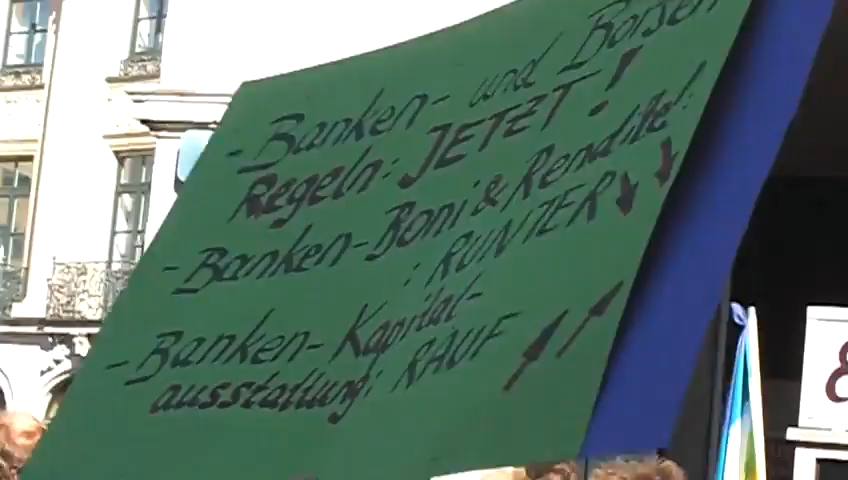 - Banken- und Börsen
Regeln: JETZT!
- Banken-Boni & Rendite!:
: RUNTER
- Banken- Kapital-
ausstattung: RAUF